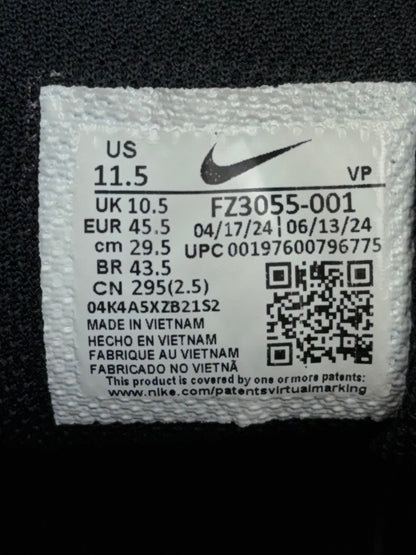 US
11.5 VP
UK 10.5 FZ3055-001
EUR 45.5 04/17/24 | 06/13/24
cm 29.5 UPC 00197600796775
BR 43.5
CN 295(2.5)
04K4A5XZB21S2
MADE IN VIETNAM
HECHO EN VIETNAM
FABRIQUE AU VIETNAM
FABRICADO NO VIETNÃ
This product is covered by one or more patents:
www.nike.com/patentsvirtualmarking